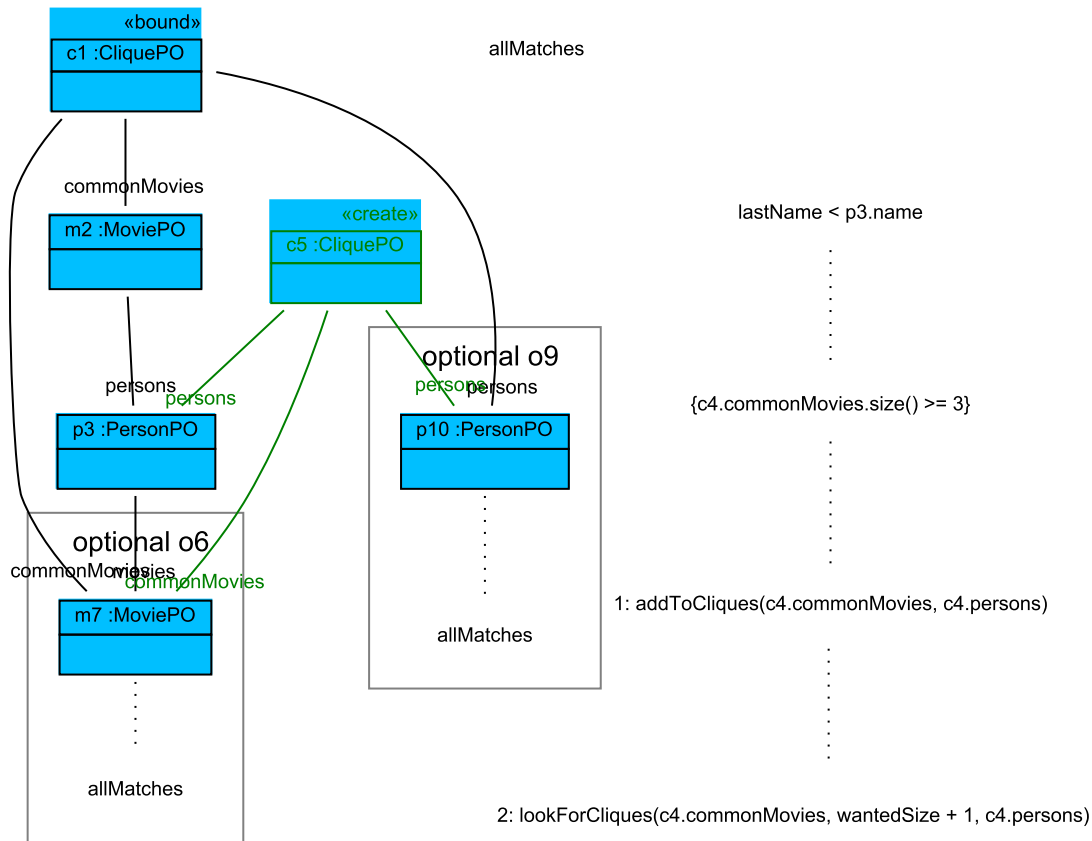 «bound»
c1 :CliquePO
allMatches
commonMovies
m2 :MoviePO
«create»
c5 :CliquePO
lastName < p3.name
optional o9
persons
persons
persons
persons
{c4.commonMovies.size() >= 3}
p3 :PersonPO
p10 :PersonPO
optional o6
commonMovies
movies
commonMovies
m7 :MoviePO
1: addToCliques(c4.commonMovies, c4.persons)
allMatches
allMatches
2: lookForCliques(c4.commonMovies, wantedSize + 1, c4.persons)